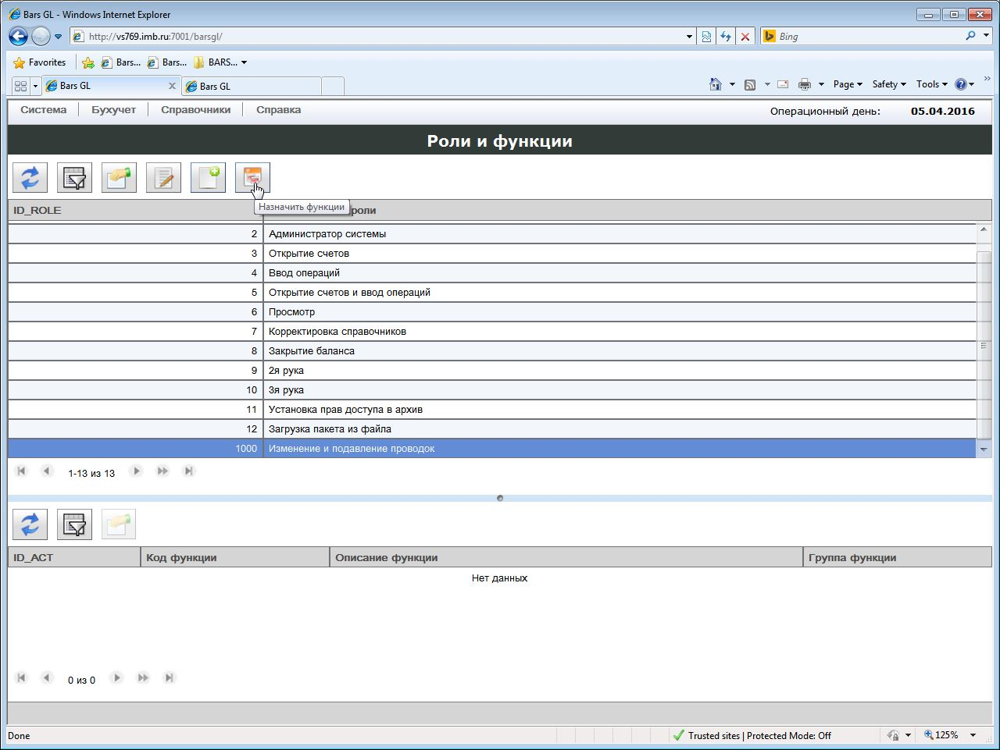 Bars GL - Windows Internet Explorer
http://vs769.imb.ru:7001/barsgl/
Bing
Favorites Bars... Bars... BARS...
Bars GL Bars GL Page Safety Tools
Система Бухучет Справочники Справка Операционный день: 05.04.2016
Роли и функции
Назначить функции
ID_ROLE роли
2 Администратор системы
3 Открытие счетов
4 Ввод операций
5 Открытие счетов и ввод операций
6 Просмотр
7 Корректировка справочников
8 Закрытие баланса
9 2я рука
10 3я рука
11 Установка прав доступа в архив
12 Загрузка пакета из файла
1000 Изменение и подавление проводок
1-13 из 13
ID_ACT Код функции Описание функции Группа функции
Нет данных
0 из 0
Done Trusted sites | Protected Mode: Off 125%